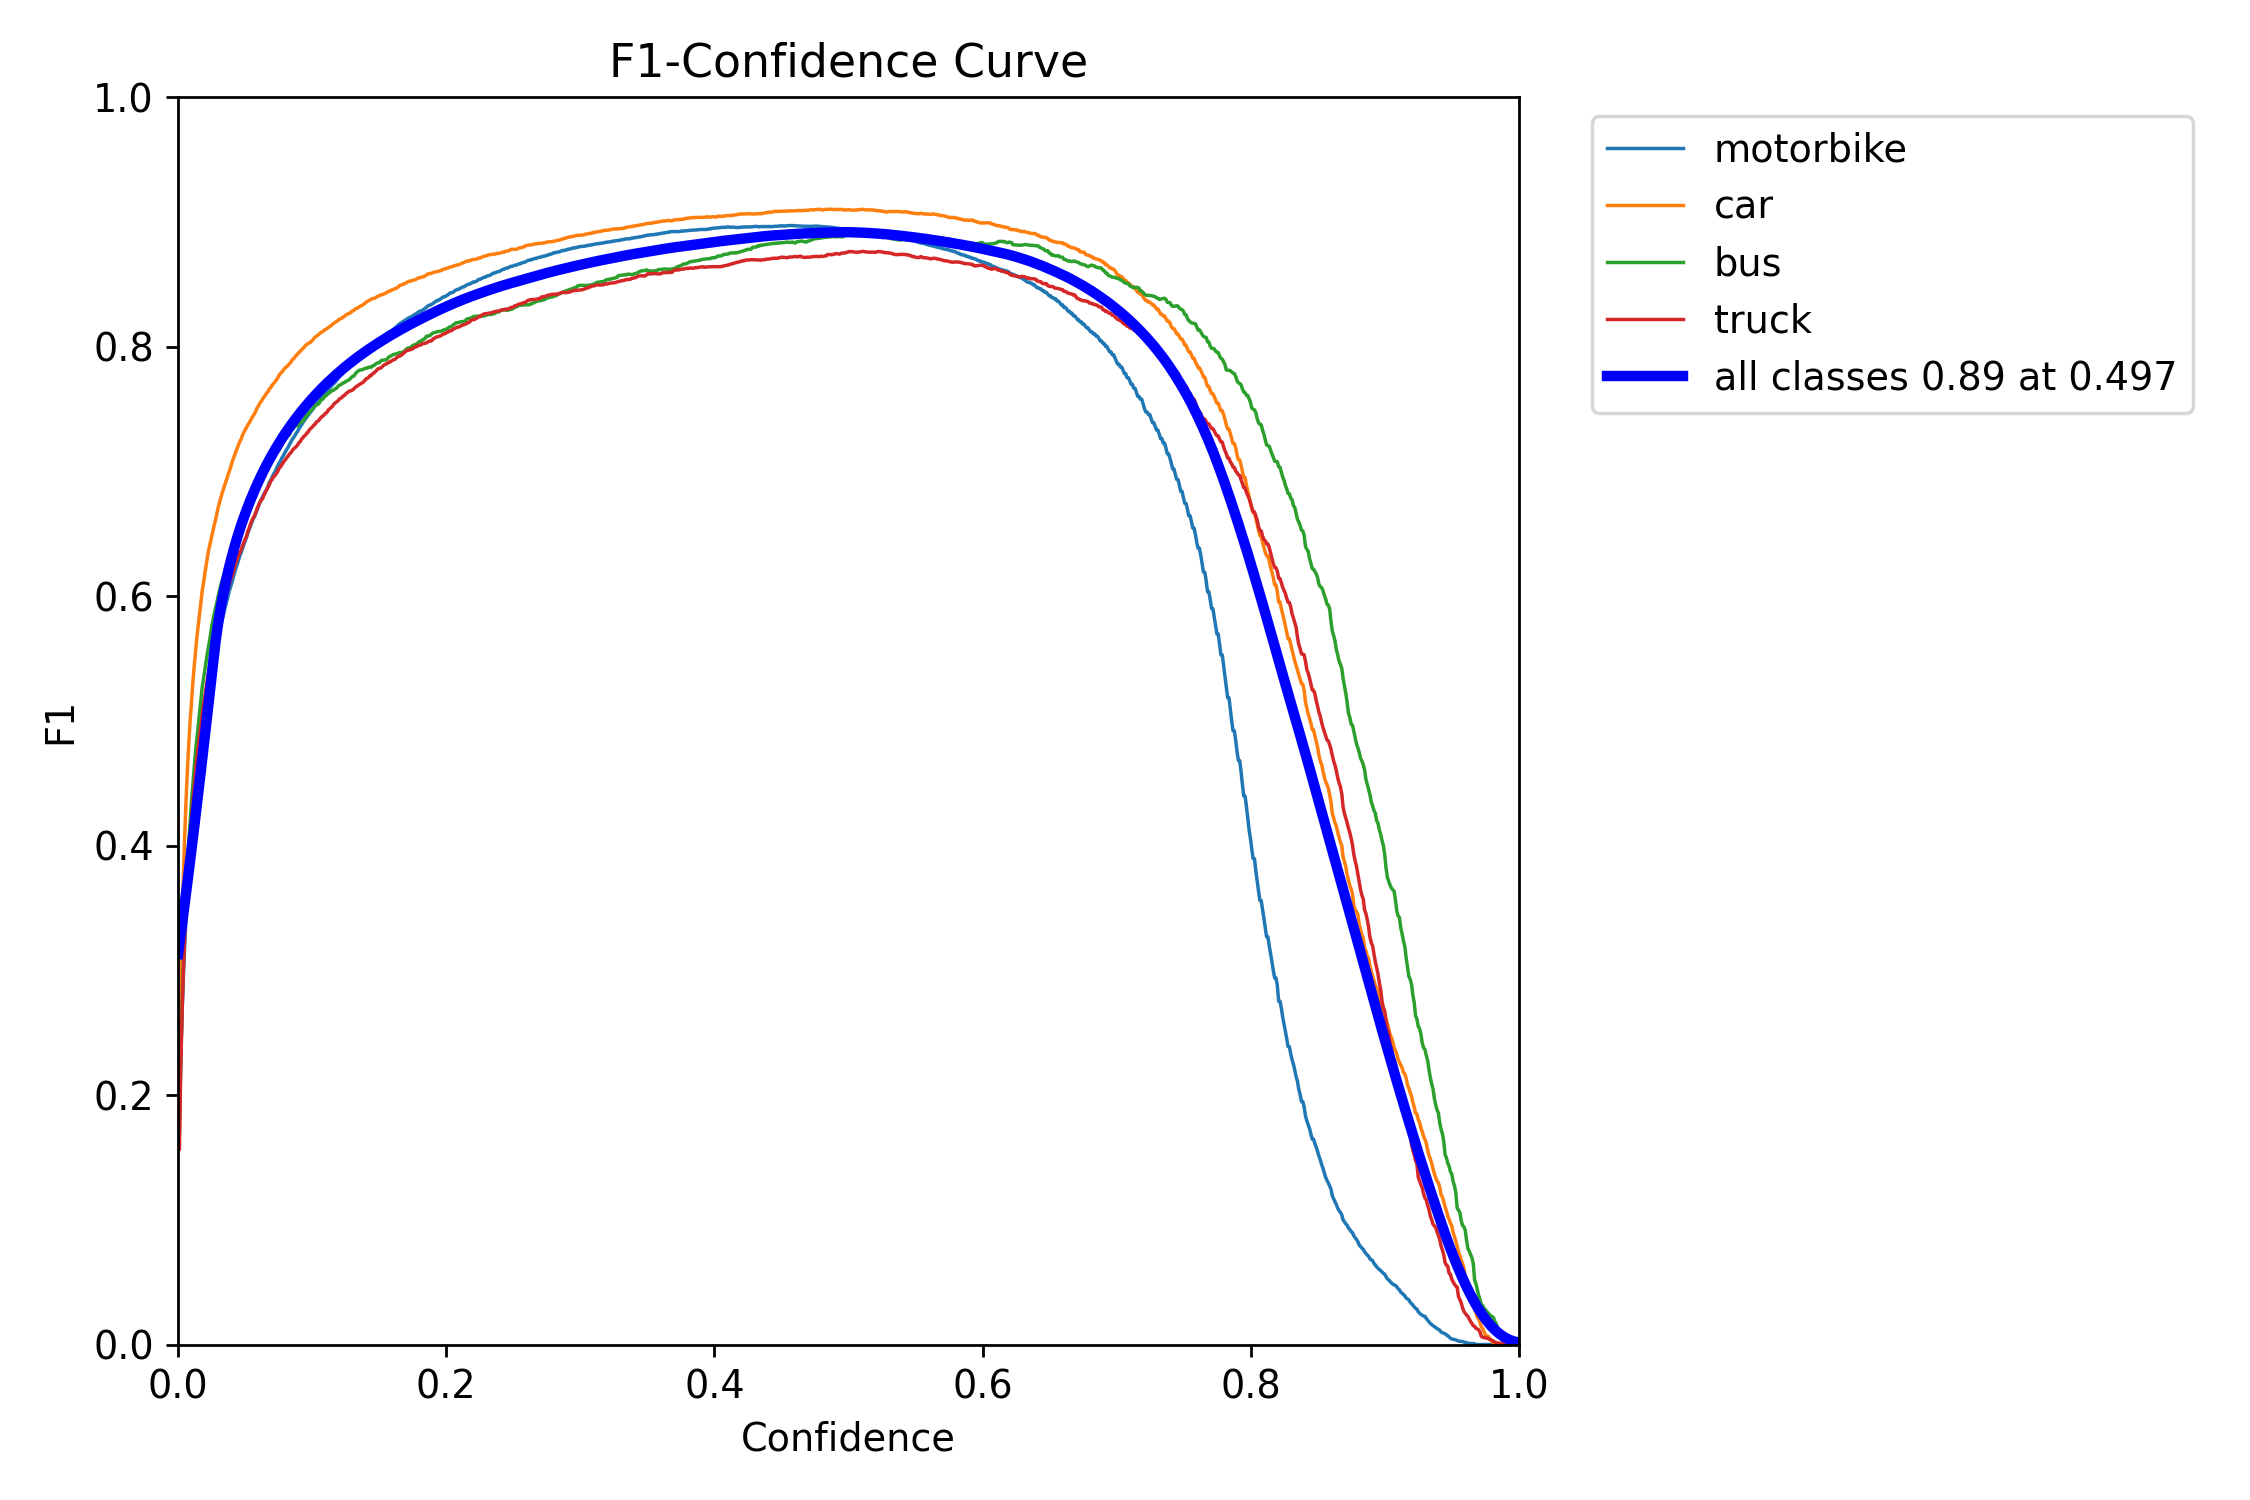 F1-Confidence Curve
1.0
0.8
0.6
0.4
0.2
0.0
F1
0.0 0.2 0.4 0.6 0.8 1.0
Confidence
motorbike
car
bus
truck
all classes 0.89 at 0.497